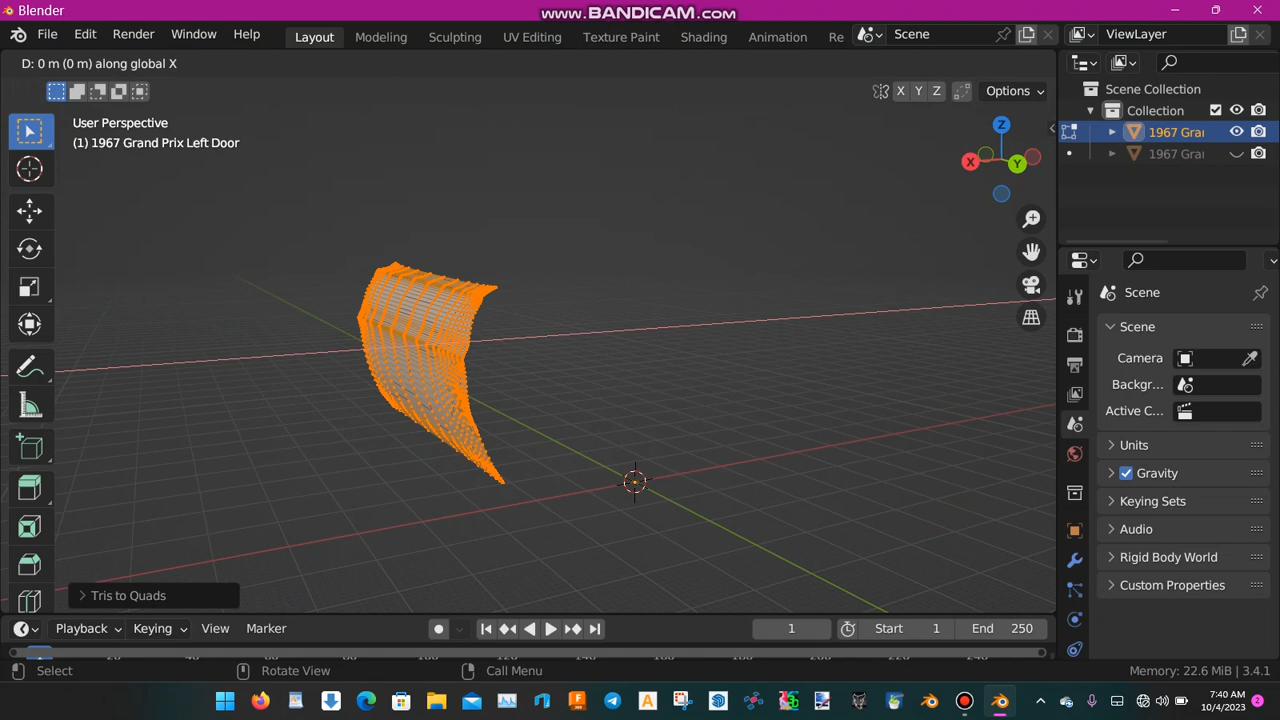 Blender
www.BANDICAM.com
File Edit Render Window Help
Layout Modeling Sculpting UV Editing Texture Paint Shading Animation Re
Scene
ViewLayer
D: 0 m (0 m) along global X
X Y Z Options
User Perspective
(1) 1967 Grand Prix Left Door
Z
X
Y
Scene Collection
Collection
1967 Grar
1967 Grar
Scene
Scene
Camera
Backgr...
Active C...
Units
Gravity
Keying Sets
Audio
Rigid Body World
Custom Properties
Tris to Quads
Playback Keying View Marker
1
Start 1
End 250
Select
Rotate View
Call Menu
Memory: 22.6 MiB | 3.4.1
7:40 AM
10/4/2023
2